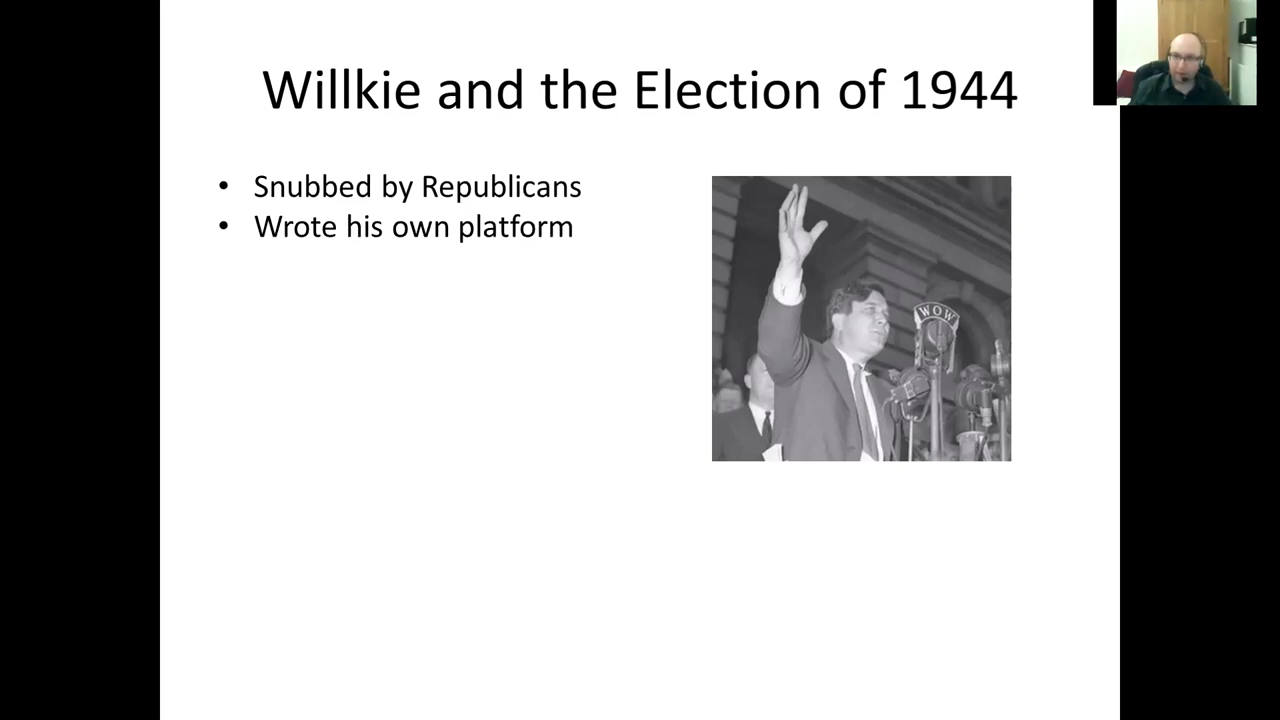 Willkie and the Election of 1944
• Snubbed by Republicans
• Wrote his own platform
WOW